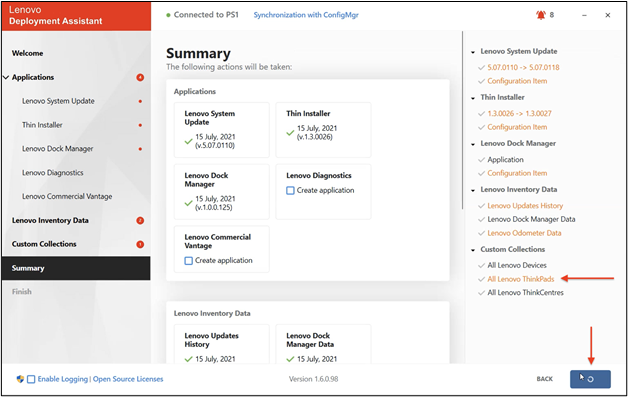 Lenovo
Deployment Assistant
Connected to PS1
Synchronization with ConfigMgr
8
Welcome
Applications
4
Lenovo System Update
Thin Installer
Lenovo Dock Manager
Lenovo Diagnostics
Lenovo Commercial Vantage
Lenovo Inventory Data
2
Custom Collections
1
Summary
Finish
Summary
The following actions will be taken:
Applications
Lenovo System
Update
15 July, 2021
(v.5.07.0110)
Thin Installer
15 July, 2021
(v.1.3.0026)
Lenovo Dock
Manager
15 July, 2021
(v.1.0.0.125)
Lenovo Diagnostics
Create application
Lenovo Commercial
Vantage
Create application
Lenovo Inventory Data
Lenovo Updates
History
15 July, 2021
Lenovo Dock
Manager Data
15 July, 2021
Lenovo System Update
5.07.0110 -> 5.07.0118
Configuration Item
Thin Installer
1.3.0026 -> 1.3.0027
Configuration Item
Lenovo Dock Manager
Application
Configuration Item
Lenovo Inventory Data
Lenovo Updates History
Lenovo Dock Manager Data
Lenovo Odometer Data
Custom Collections
All Lenovo Devices
All Lenovo ThinkPads
All Lenovo ThinkCentres
Enable Logging | Open Source Licenses
Version 1.6.0.98
BACK